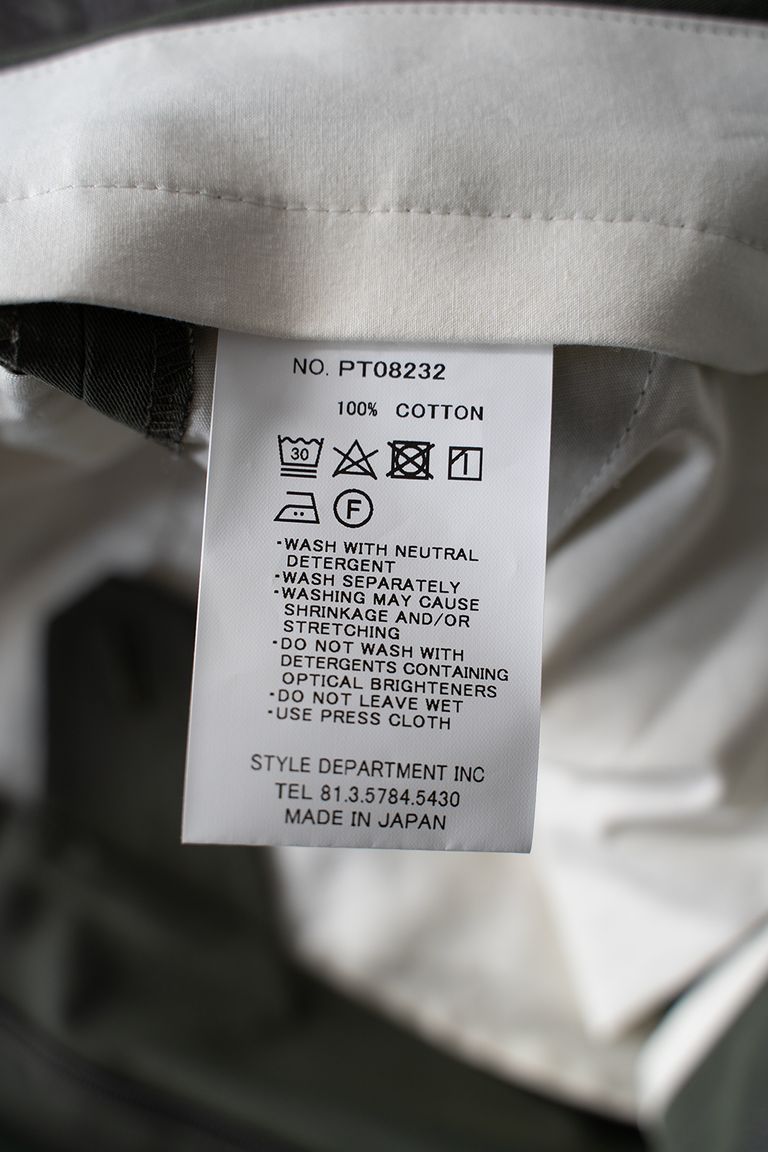 NO. PT08232
100% COTTON
30
F
·WASH WITH NEUTRAL
DETERGENT
·WASH SEPARATELY
·WASHING MAY CAUSE
SHRINKAGE AND/OR
STRETCHING
·DO NOT WASH WITH
DETERGENTS CONTAINING
OPTICAL BRIGHTENERS
·DO NOT LEAVE WET
·USE PRESS CLOTH
STYLE DEPARTMENT INC
TEL 81.3.5784.5430
MADE IN JAPAN